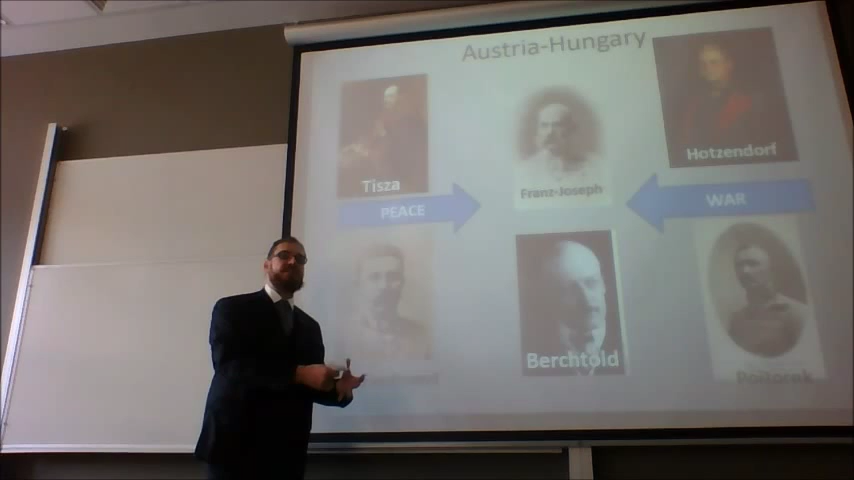 Austria-Hungary
Tisza
Franz-Joseph
Hotzendorf
PEACE
WAR
Berchtold